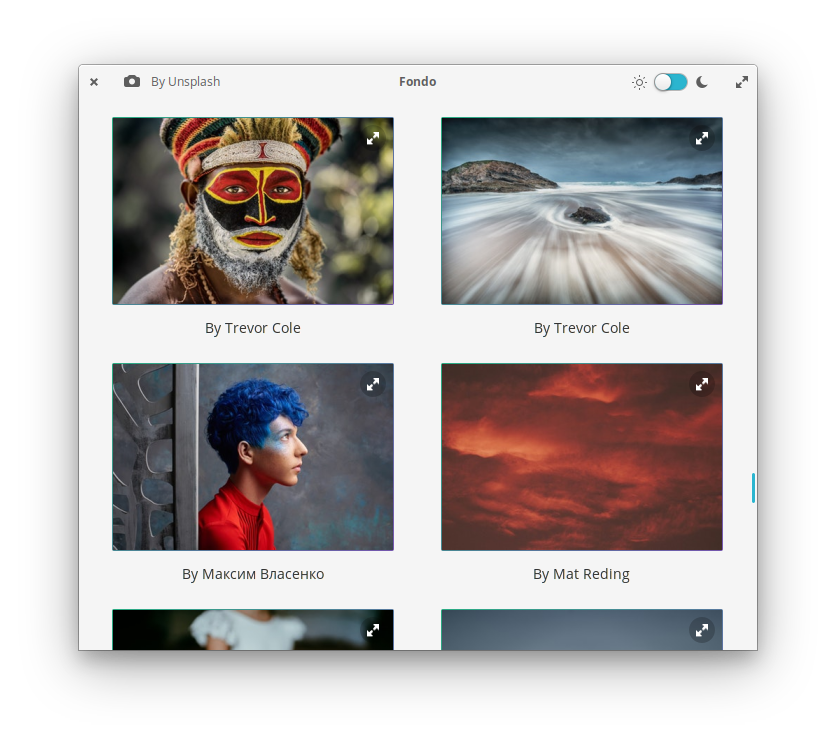 By Unsplash
Fondo
By Trevor Cole
By Trevor Cole
By Максим Власенко
By Mat Reding